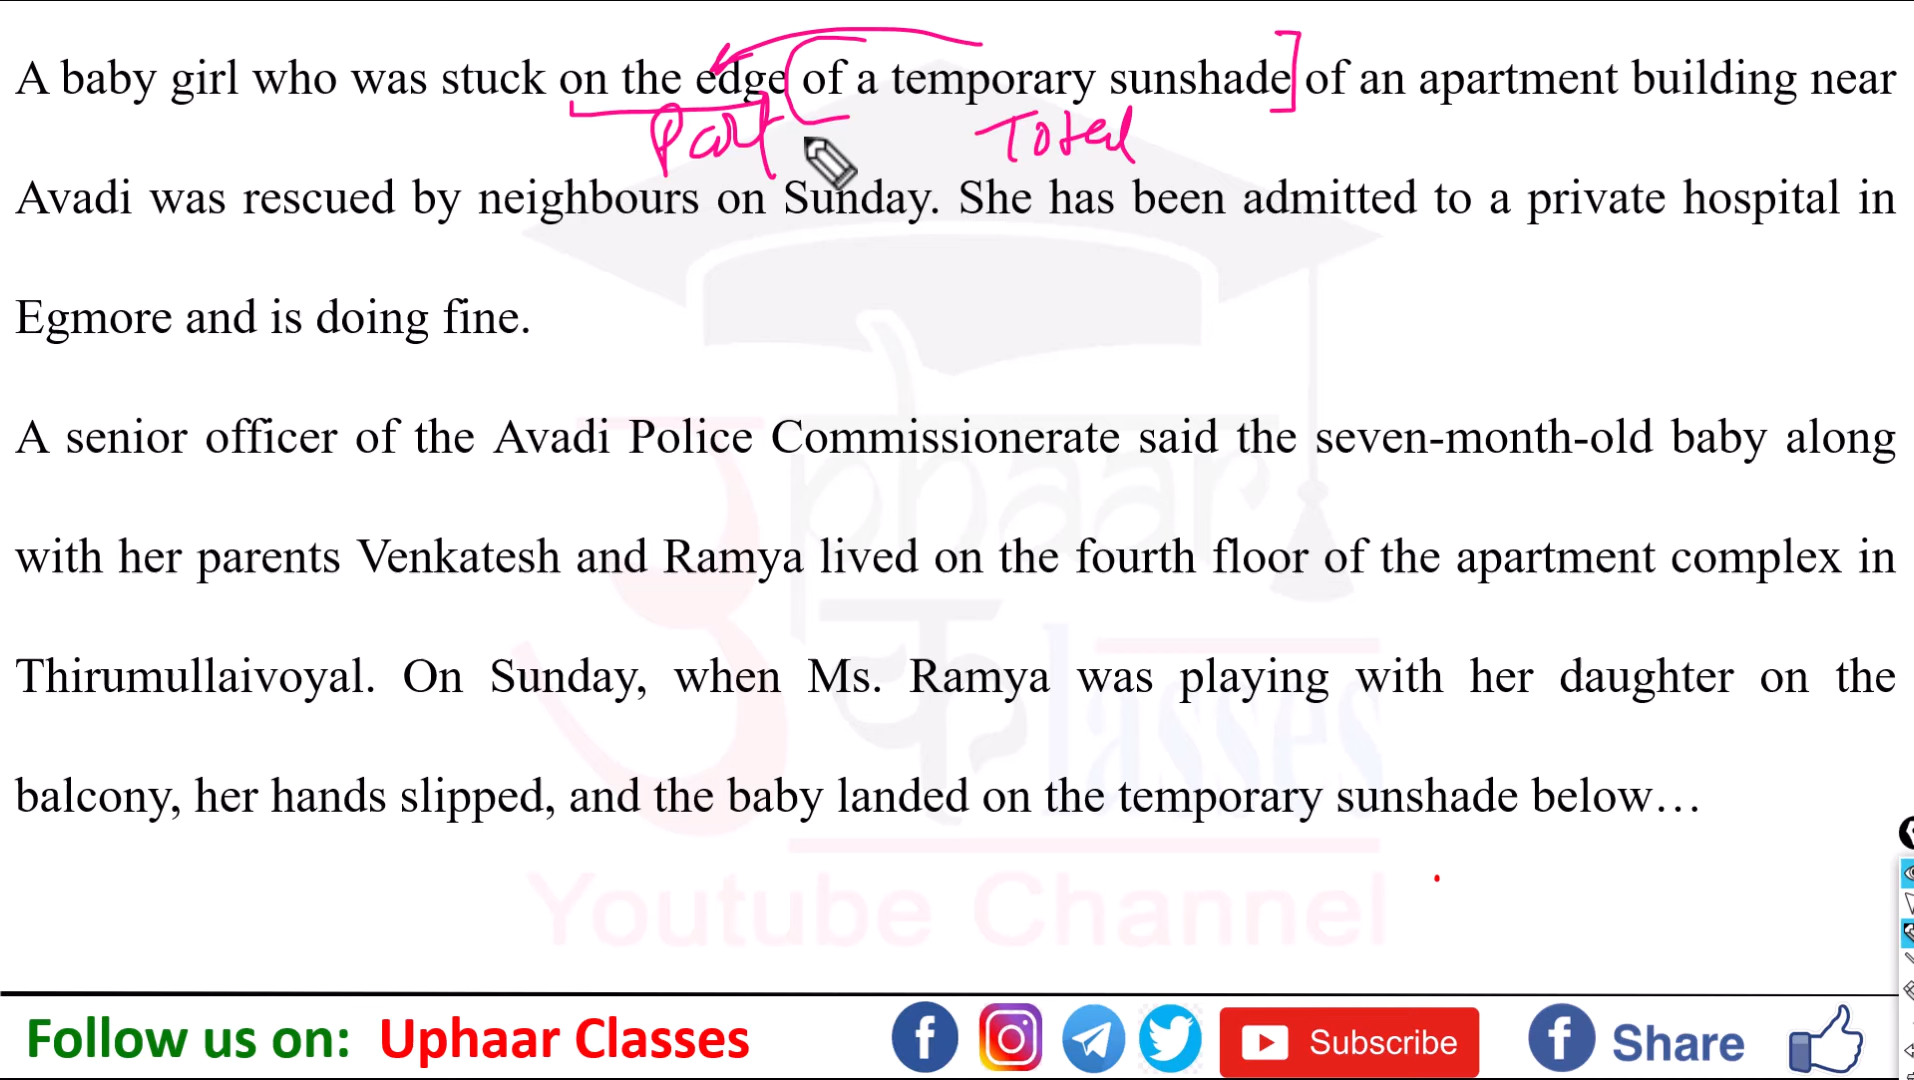 A baby girl who was stuck on the edge of a temporary sunshade of an apartment building near
Part Total
Avadi was rescued by neighbours on Sunday. She has been admitted to a private hospital in
Egmore and is doing fine.
A senior officer of the Avadi Police Commissionerate said the seven-month-old baby along
with her parents Venkatesh and Ramya lived on the fourth floor of the apartment complex in
Thirumullaivoyal. On Sunday, when Ms. Ramya was playing with her daughter on the
balcony, her hands slipped, and the baby landed on the temporary sunshade below…
उphaar
कlasses
Youtube Channel
Follow us on: Uphaar Classes Subscribe Share